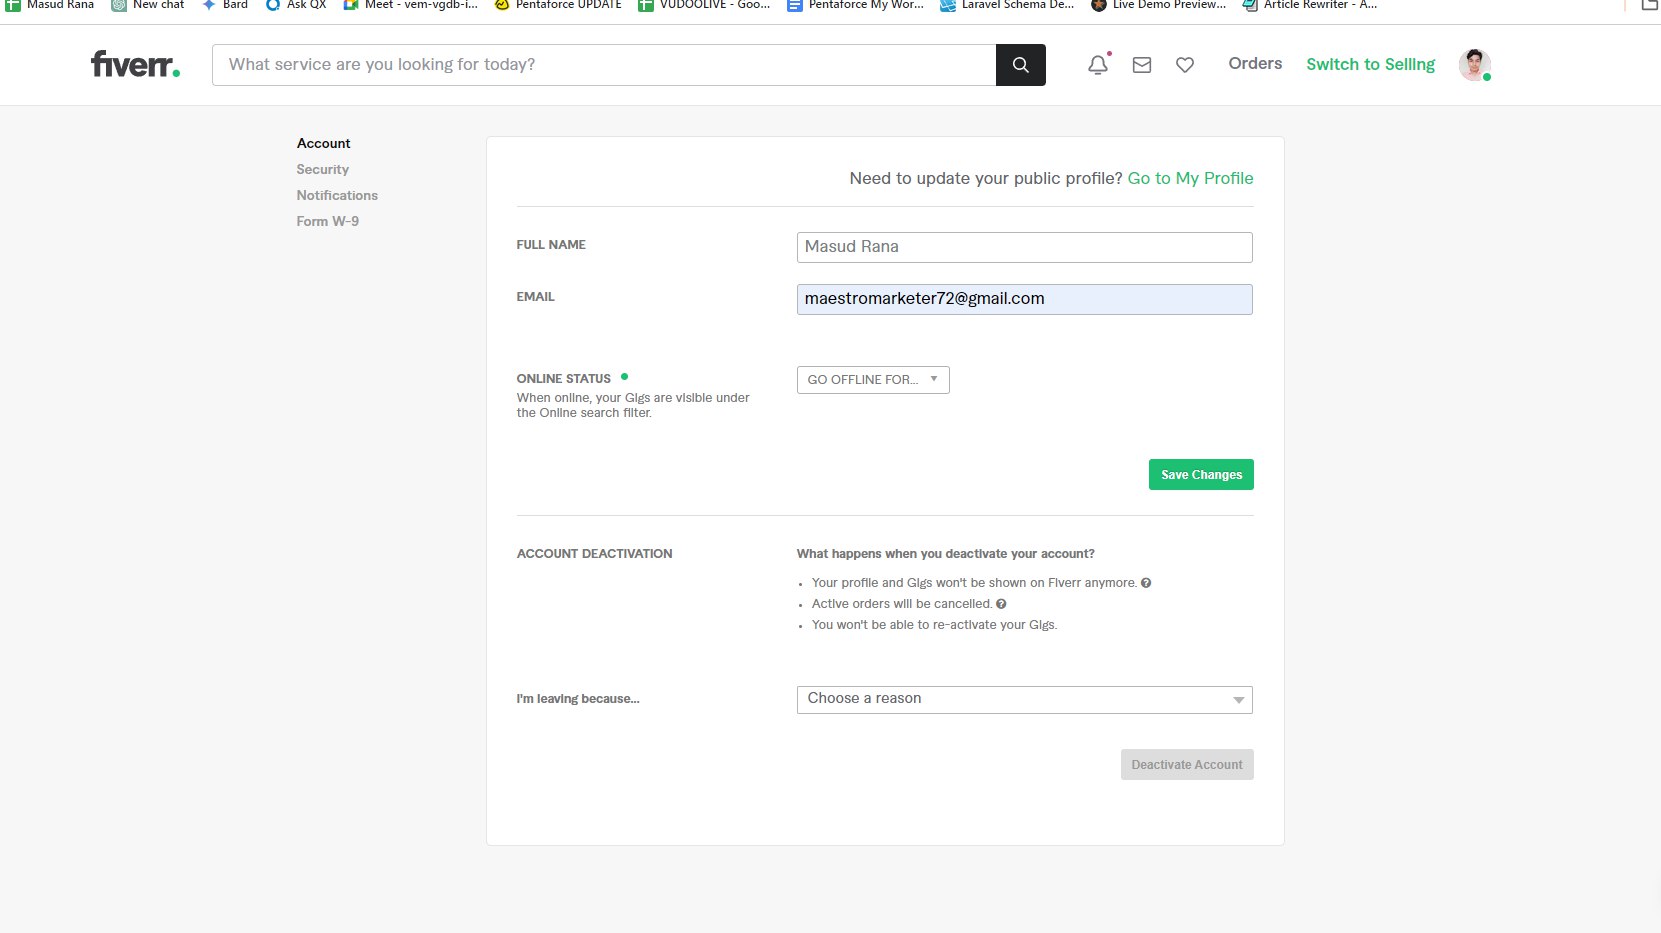 Masud Rana New chat Bard Ask QX Meet - vem-vgdb-i... Pentaforce UPDATE VUDOOLIVE - Goo... Pentaforce My Wor... Laravel Schema De... Live Demo Preview... Article Rewriter - A...
fiverr. What service are you looking for today? Orders Switch to Selling
Account
Security
Notifications
Form W-9
Need to update your public profile? Go to My Profile
FULL NAME Masud Rana
EMAIL maestromarketer72@gmail.com
ONLINE STATUS GO OFFLINE FOR...
When online, your Gigs are visible under
the Online search filter.
Save Changes
ACCOUNT DEACTIVATION What happens when you deactivate your account?
• Your profile and Gigs won't be shown on Fiverr anymore. ?
• Active orders will be cancelled. ?
• You won't be able to re-activate your Gigs.
I'm leaving because... Choose a reason
Deactivate Account